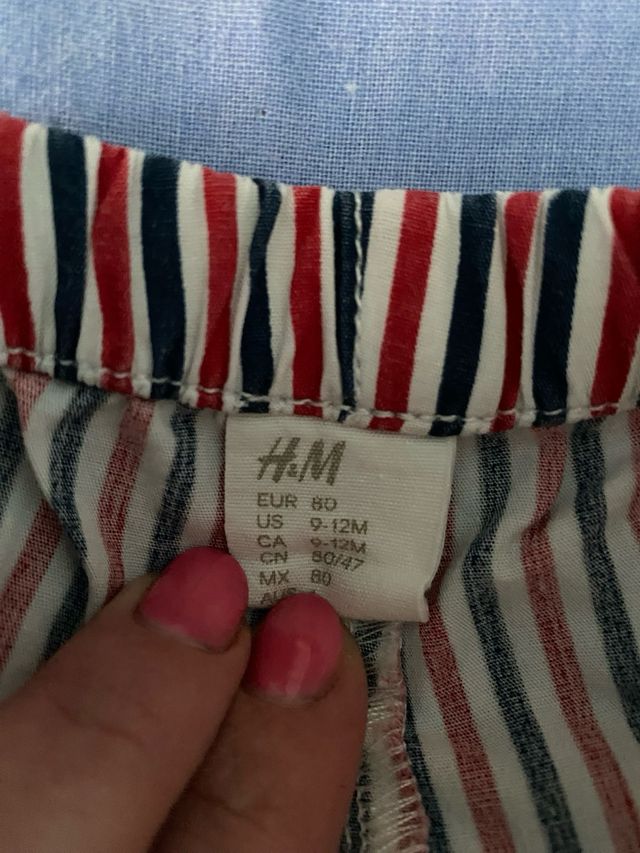 H&M
EUR 80
US 9-12M
CA 9-12M
CN 80/47
MX 80